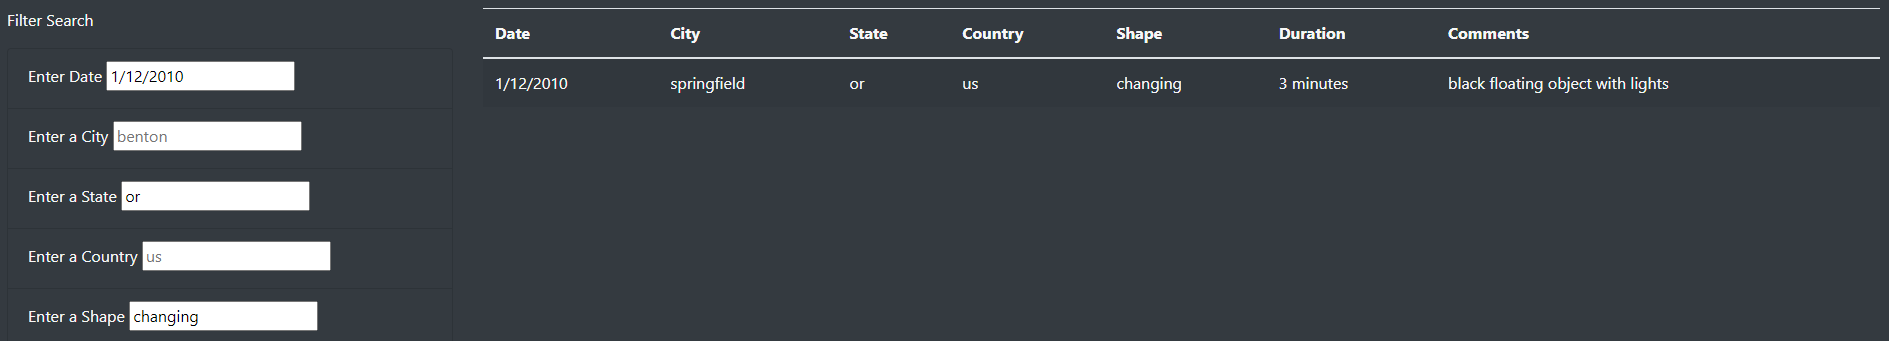 Filter Search
Enter Date 1/12/2010
Enter a City benton
Enter a State or
Enter a Country us
Enter a Shape changing
Date City State Country Shape Duration Comments
1/12/2010 springfield or us changing 3 minutes black floating object with lights